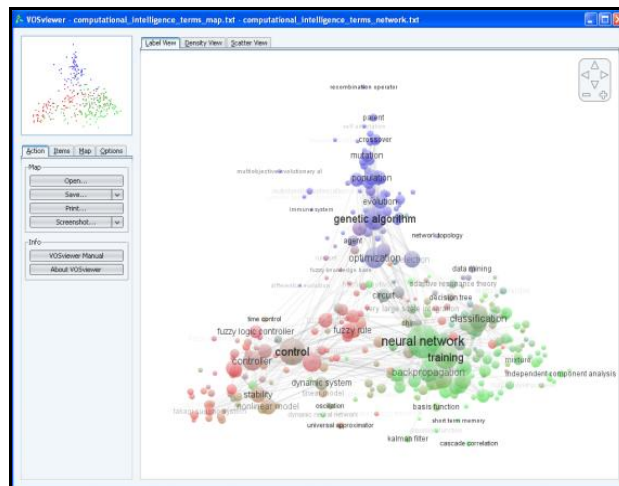 VOSviewer - computational_intelligence_terms_map.txt - computational_intelligence_terms_network.txt
Label View Density View Scatter View
recombination operator
parent
crossover
mutation
Action Items Map Options
Map
population
Open...
Save...
evolution
immune system
Print...
genetic algorithm
Screenshot...
agent
network topology
Info
optimization
VOSviewer Manual
data mining
About VOSviewer
adaptive resonance theory
circuit
decision tree
time control
classification
fuzzy logic controller
fuzzy rule
neural network
control
controller
training
mixture
backpropagation
independent component analysis
dynamic system
stability
nonlinear model
oscillation
basis function
short term memory
universal approximator
kalman filter
cascade correlation